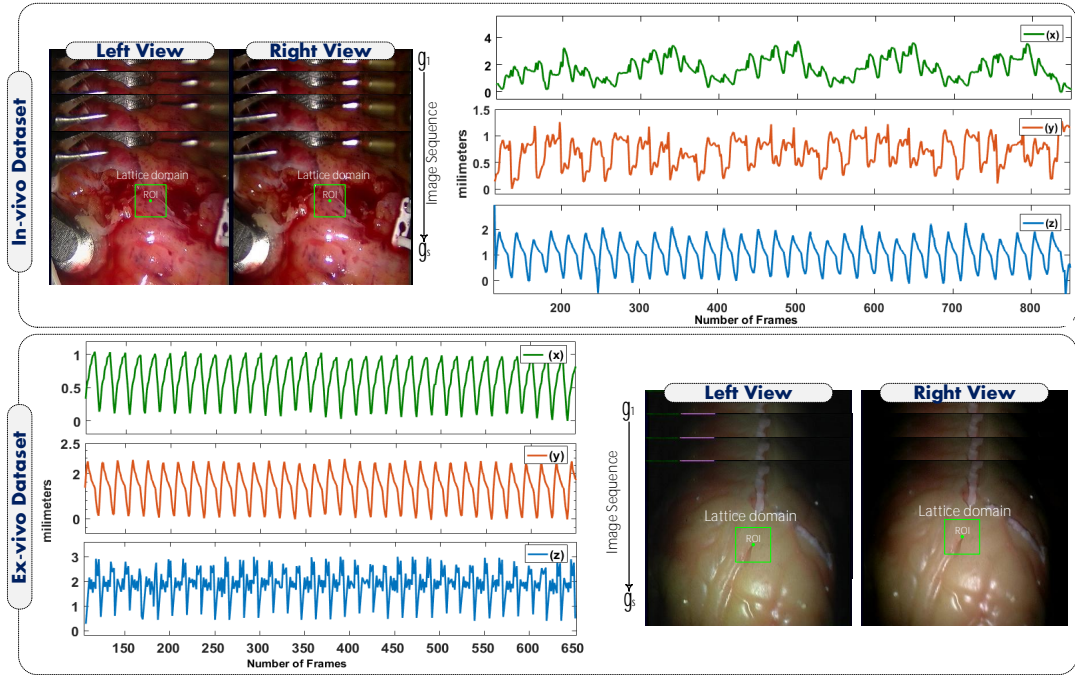 In-vivo Dataset
Left View
Right View
g1
Image Sequence
gs
Lattice domain
ROI
Lattice domain
ROI
milimeters
(x)
4
2
0
(y)
1.5
1
0.5
0
(z)
2
1
0
200 300 400 500 600 700 800
Number of Frames
Ex-vivo Dataset
milimeters
(x)
1
0.5
0
(y)
2.5
2
0
(z)
3
2
1
0
150 200 250 300 350 400 450 500 550 600 650
Number of Frames
g1
Image Sequence
gs
Left View
Right View
Lattice domain
ROI
Lattice domain
ROI